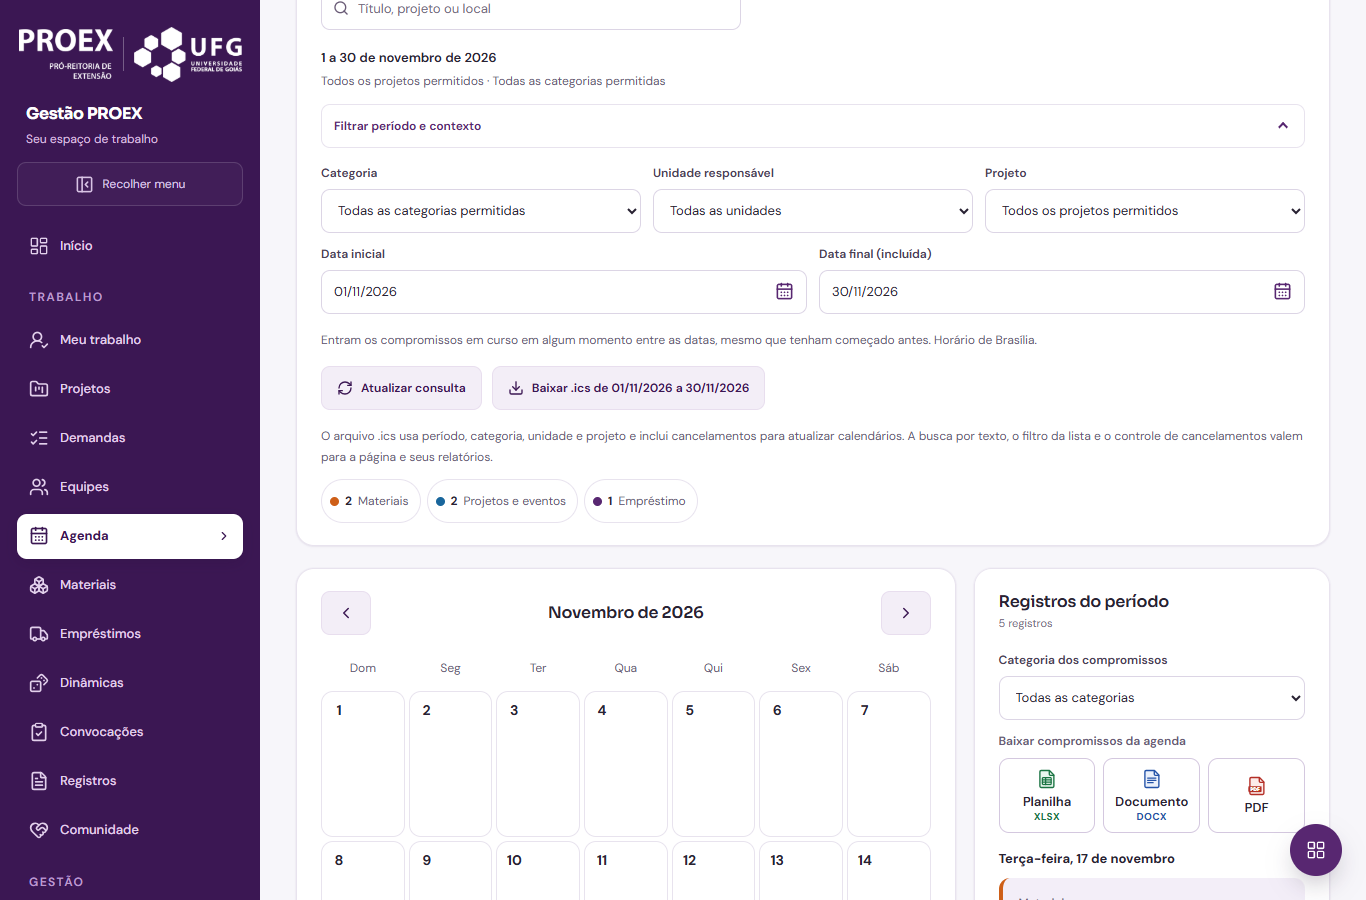 PROEX
PRÓ-REITORIA DE
EXTENSÃO
UFG
UNIVERSIDADE
FEDERAL DE GOIÁS
Gestão PROEX
Seu espaço de trabalho
Recolher menu
Início
TRABALHO
Meu trabalho
Projetos
Demandas
Equipes
Agenda
Materiais
Empréstimos
Dinâmicas
Convocações
Registros
Comunidade
GESTÃO
Título, projeto ou local
1 a 30 de novembro de 2026
Todos os projetos permitidos · Todas as categorias permitidas
Filtrar período e contexto
Categoria
Unidade responsável
Projeto
Todas as categorias permitidas
Todas as unidades
Todos os projetos permitidos
Data inicial
Data final (incluída)
01/11/2026
30/11/2026
Entram os compromissos em curso em algum momento entre as datas, mesmo que tenham começado antes. Horário de Brasília.
Atualizar consulta
Baixar .ics de 01/11/2026 a 30/11/2026
O arquivo .ics usa período, categoria, unidade e projeto e inclui cancelamentos para atualizar calendários. A busca por texto, o filtro da lista e o controle de cancelamentos valem
para a página e seus relatórios.
2 Materiais
2 Projetos e eventos
1 Empréstimo
Novembro de 2026
Dom Seg Ter Qua Qui Sex Sáb
1 2 3 4 5 6 7
8 9 10 11 12 13 14
Registros do período
5 registros
Categoria dos compromissos
Todas as categorias
Baixar compromissos da agenda
Planilha
XLSX
Documento
DOCX
PDF
Terça-feira, 17 de novembro